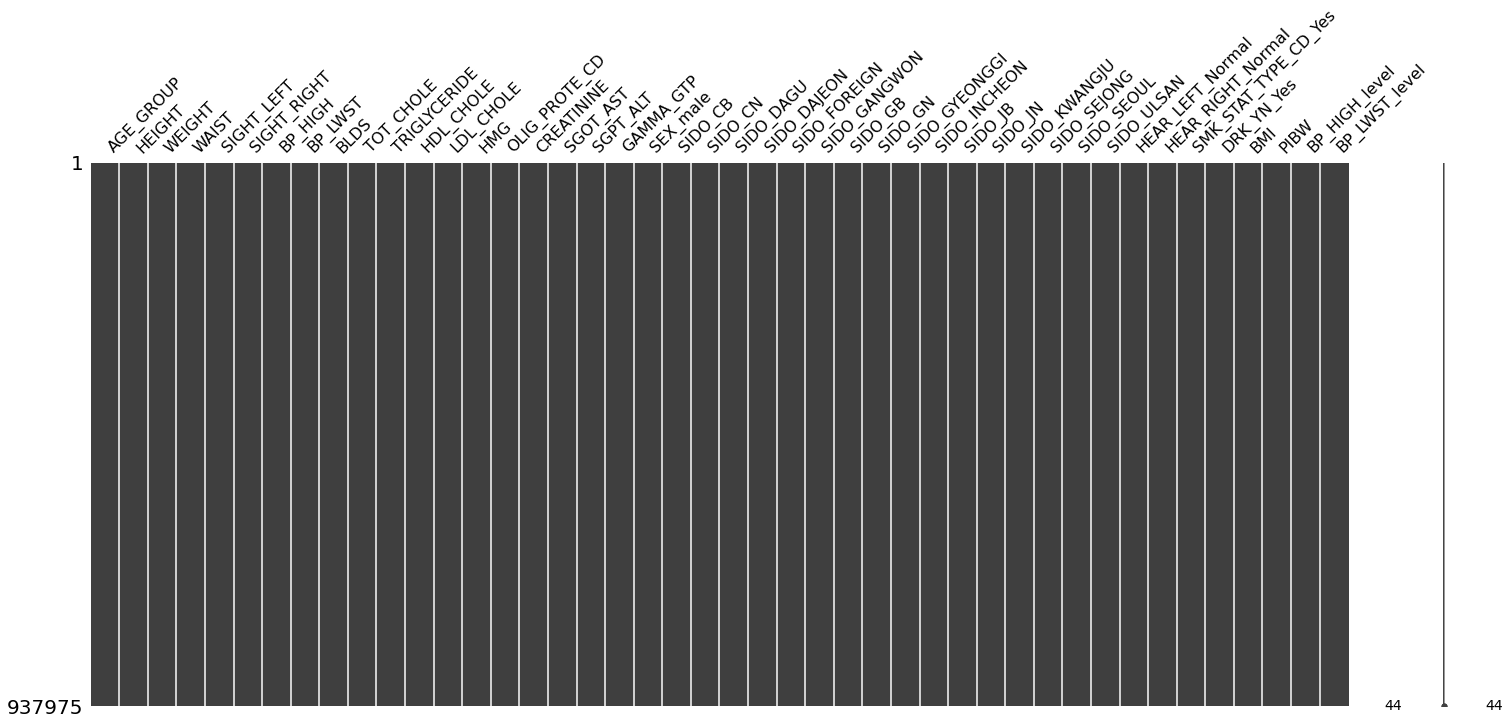 AGE_GROUP
HEIGHT
WEIGHT
WAIST
SIGHT_LEFT
SIGHT_RIGHT
BP_HIGH
BP_LWST
BLDS
TOT_CHOLE
TRIGLYCERIDE
HDL_CHOLE
LDL_CHOLE
HMG
OLIG_PROTE_CD
CREATININE
SGOT_AST
SGPT_ALT
GAMMA_GTP
SEX_male
SIDO_CB
SIDO_CN
SIDO_DAGU
SIDO_DAJEON
SIDO_FOREIGN
SIDO_GANGWON
SIDO_GB
SIDO_GN
SIDO_GYEONGGI
SIDO_INCHEON
SIDO_JB
SIDO_JN
SIDO_KWANGJU
SIDO_SEJONG
SIDO_SEOUL
SIDO_ULSAN
HEAR_LEFT_Normal
HEAR_RIGHT_Normal
SMK_STAT_TYPE_CD_Yes
DRK_YN_Yes
BMI
PIBW
BP_HIGH_level
BP_LWST_level
1
937975
44
44